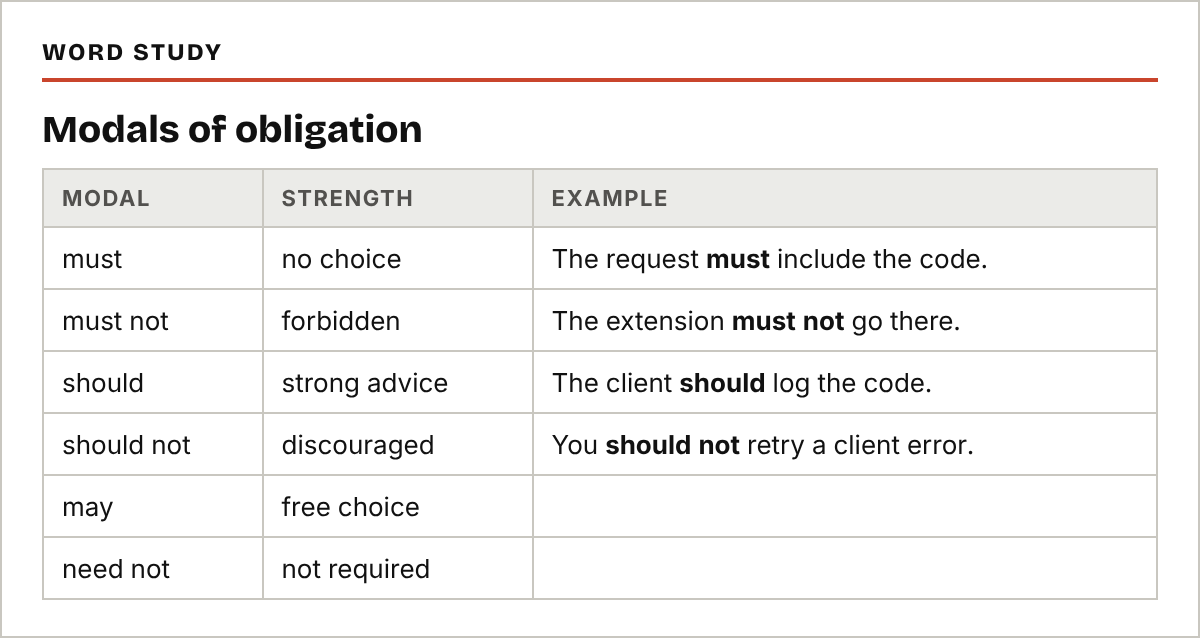 WORD STUDY
Modals of obligation
MODAL STRENGTH EXAMPLE
must no choice The request must include the code.
must not forbidden The extension must not go there.
should strong advice The client should log the code.
should not discouraged You should not retry a client error.
may free choice
need not not required